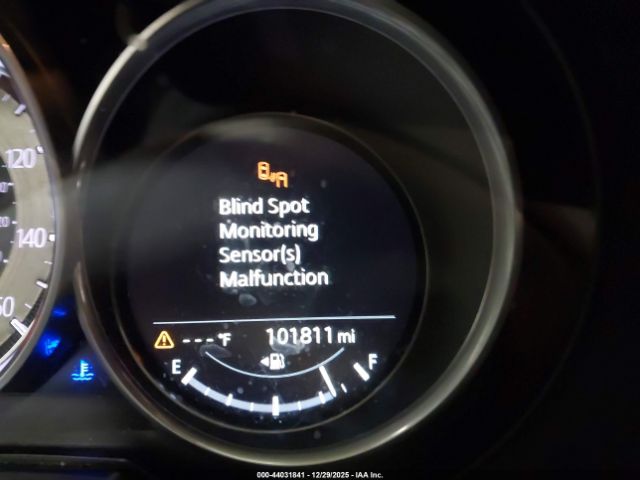 120
140
Blind Spot
Monitoring
Sensor(s)
Malfunction
---°F 101811 mi
E F
000-44031841 / 12/29/2025 - IAA Inc.